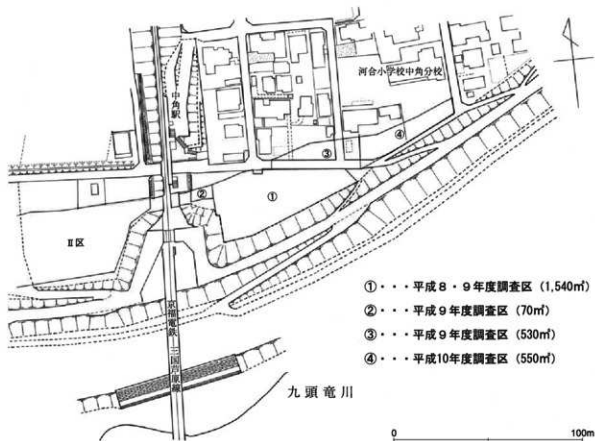 河合小学校中角分校
中角駅
④
③
②
①
Ⅱ区
①・・・平成８・９年度調査区（1,540㎡）
②・・・平成９年度調査区（70㎡）
③・・・平成９年度調査区（530㎡）
④・・・平成10年度調査区（550㎡）
京福電鉄 三国芦原線
九頭竜川
0 100m